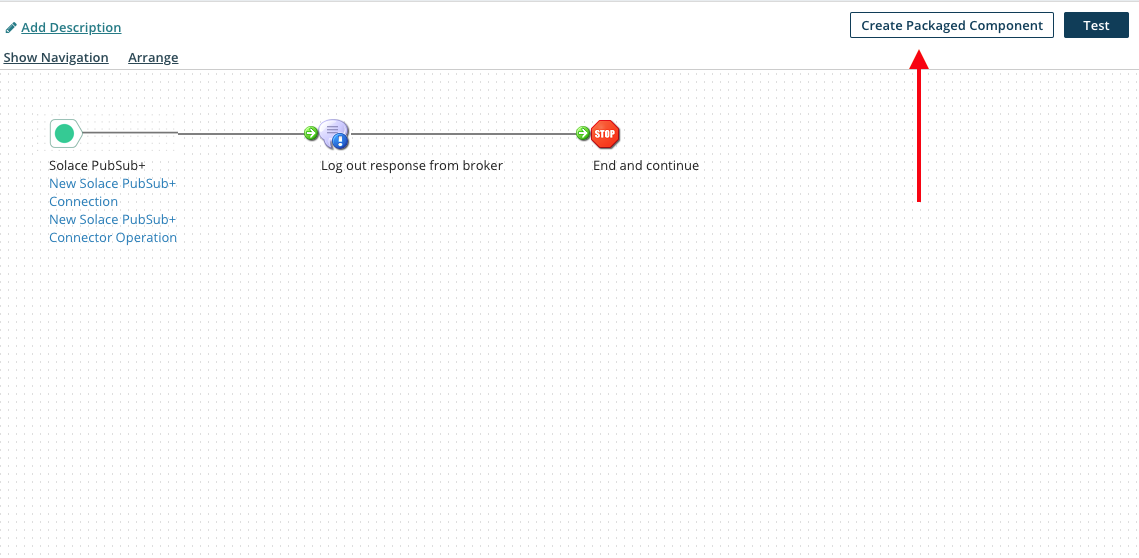 Add Description
Create Packaged Component
Test
Show Navigation
Arrange
STOP
Solace PubSub+
New Solace PubSub+
Connection
New Solace PubSub+
Connector Operation
Log out response from broker
End and continue